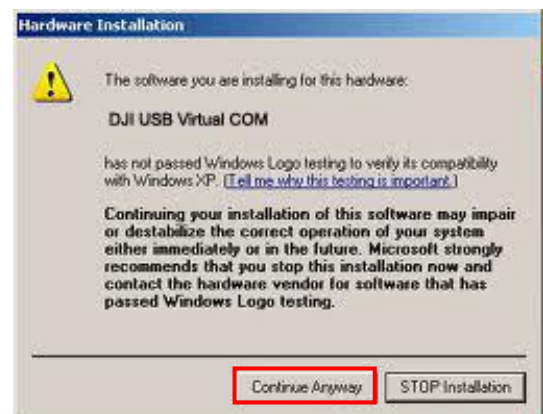 Hardware Installation
The software you are installing for this hardware:
DJI USB Virtual COM
has not passed Windows Logo testing to verify its compatibility
with Windows XP. (Tell me why this testing is important.)
Continuing your installation of this software may impair
or destabilize the correct operation of your system
either immediately or in the future. Microsoft strongly
recommends that you stop this installation now and
contact the hardware vendor for software that has
passed Windows Logo testing.
Continue Anyway
STOP Installation